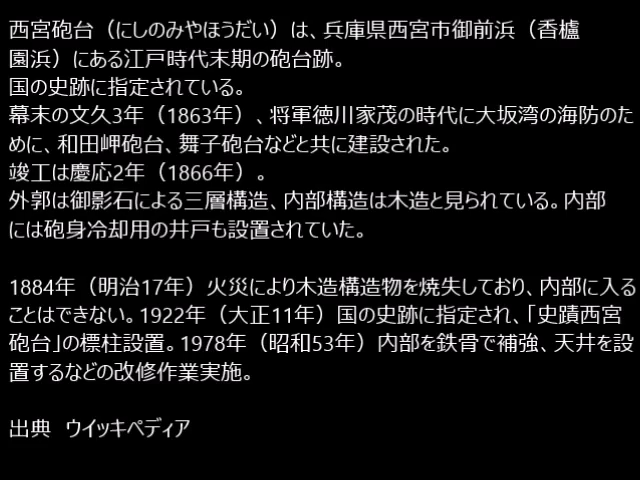 西宮砲台（にしのみやほうだい）は、兵庫県西宮市御前浜（香櫨
園浜）にある江戸時代末期の砲台跡。
国の史跡に指定されている。
幕末の文久3年（1863年）、将軍徳川家茂の時代に大坂湾の海防のた
めに、和田岬砲台、舞子砲台などと共に建設された。
竣工は慶応2年（1866年）。
外郭は御影石による三層構造、内部構造は木造と見られている。内部
には砲身冷却用の井戸も設置されていた。
1884年（明治17年）火災により木造構造物を焼失しており、内部に入る
ことはできない。1922年（大正11年）国の史跡に指定され、「史蹟西宮
砲台」の標柱設置。1978年（昭和53年）内部を鉄骨で補強、天井を設
置するなどの改修作業実施。
出典　ウイッキペディア